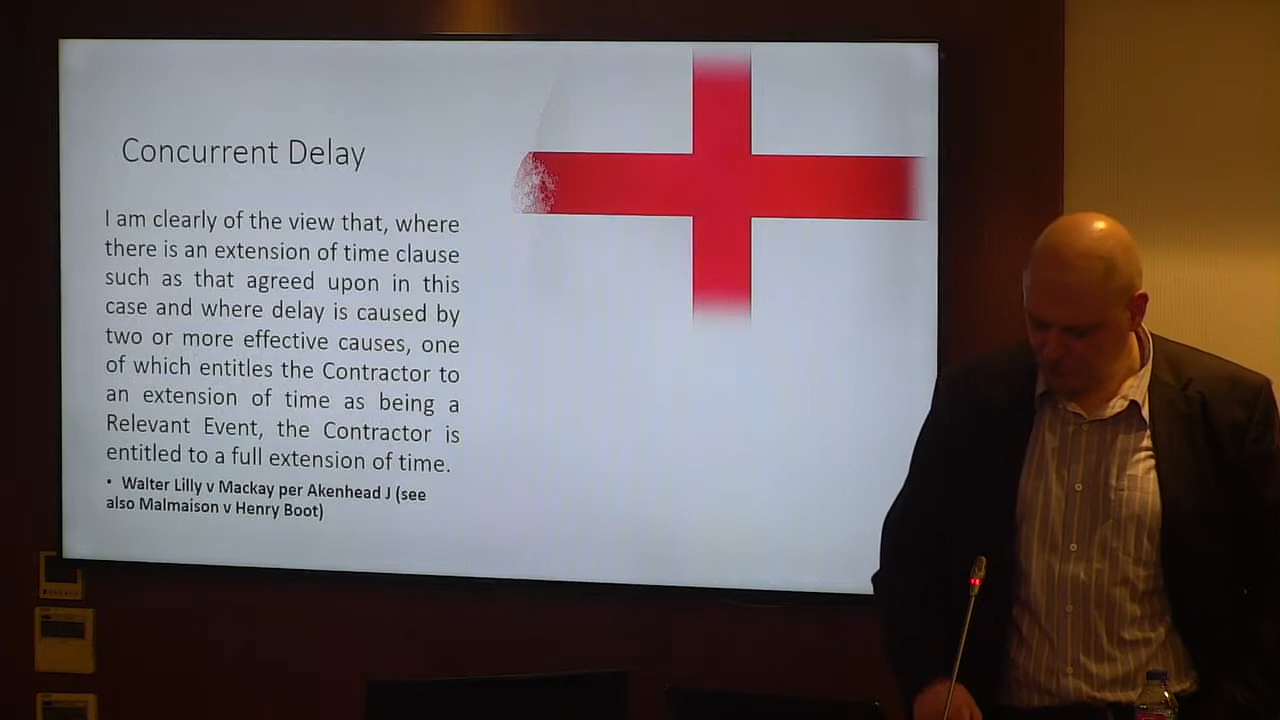 Concurrent Delay
I am clearly of the view that, where
there is an extension of time clause
such as that agreed upon in this
case and where delay is caused by
two or more effective causes, one
of which entitles the Contractor to
an extension of time as being a
Relevant Event, the Contractor is
entitled to a full extension of time.
• Walter Lilly v Mackay per Akenhead J (see
also Malmaison v Henry Boot)